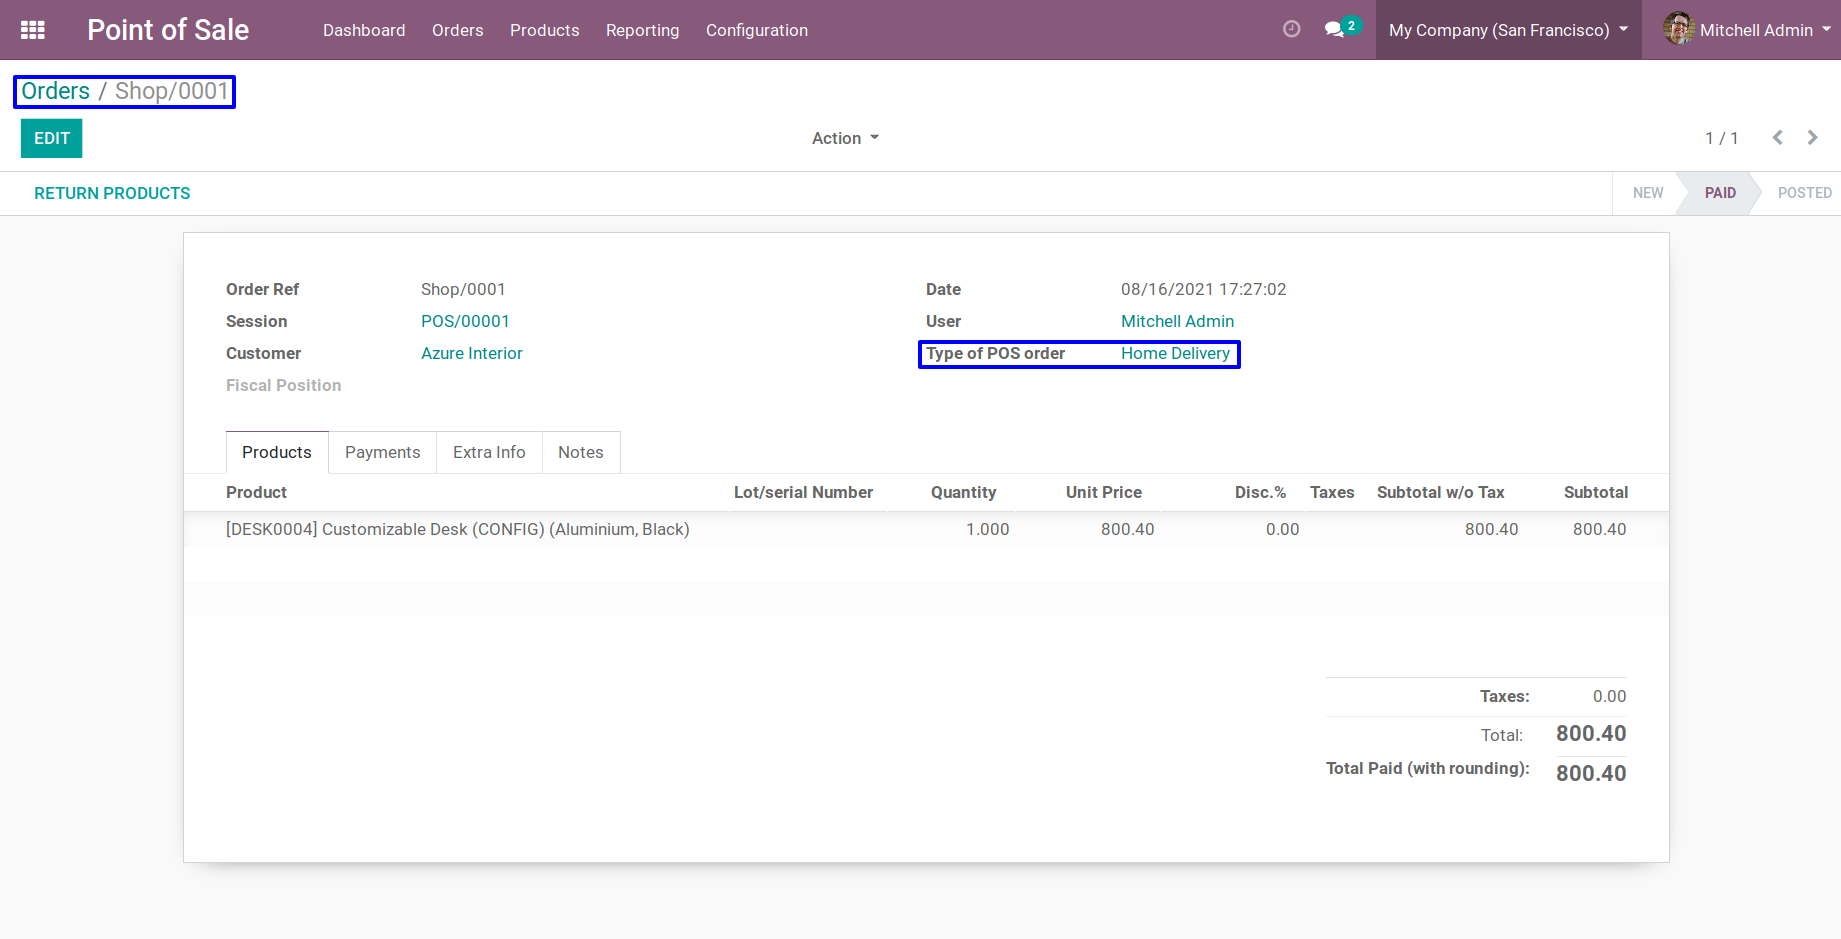 Point of Sale Dashboard Orders Products Reporting Configuration 2 My Company (San Francisco) Mitchell Admin
Orders / Shop/0001
EDIT Action 1 / 1
RETURN PRODUCTS NEW PAID POSTED
Order Ref Shop/0001 Date 08/16/2021 17:27:02
Session POS/00001 User Mitchell Admin
Customer Azure Interior Type of POS order Home Delivery
Fiscal Position
Products Payments Extra Info Notes
Product Lot/serial Number Quantity Unit Price Disc.% Taxes Subtotal w/o Tax Subtotal
[DESK0004] Customizable Desk (CONFIG) (Aluminium, Black) 1.000 800.40 0.00 800.40 800.40
Taxes: 0.00
Total: 800.40
Total Paid (with rounding): 800.40